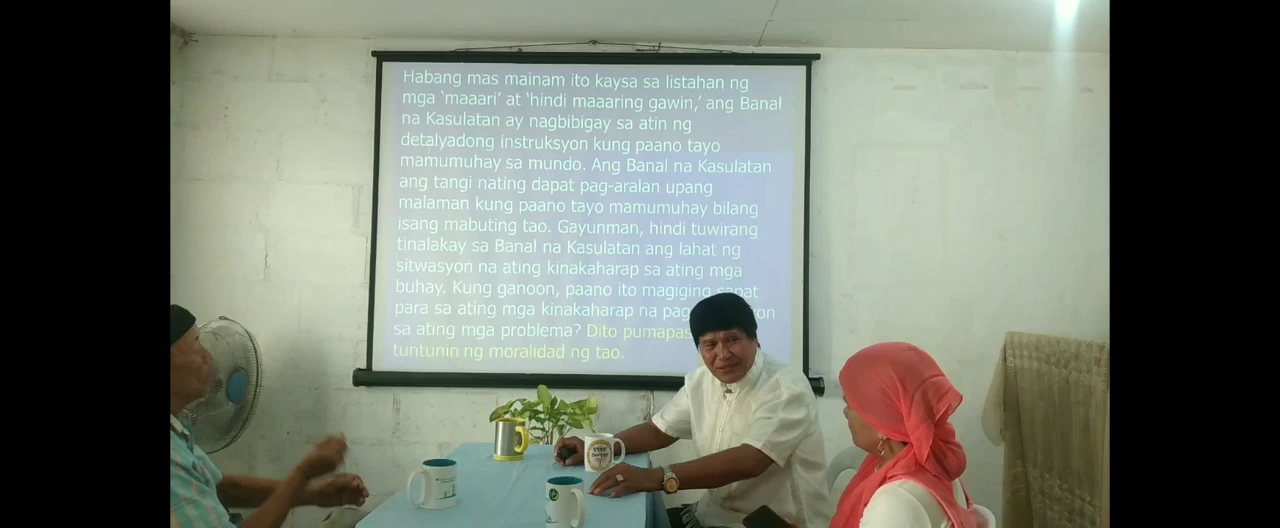 Habang mas mainam ito kaysa sa listahan ng
mga ‘maaari’ at ‘hindi maaaring gawin,’ ang Banal
na Kasulatan ay nagbibigay sa atin ng
detalyadong instruksyon kung paano tayo
mamumuhay sa mundo. Ang Banal na Kasulatan
ang tangi nating dapat pag-aralan upang
malaman kung paano tayo mamumuhay bilang
isang mabuting tao. Gayunman, hindi tuwirang
tinalakay sa Banal na Kasulatan ang lahat ng
sitwasyon na ating kinakaharap sa ating mga
buhay. Kung ganoon, paano ito magiging sapat
para sa ating mga kinakaharap na
sa ating mga problema? Dito
tuntunin ng moralidad ng tao.